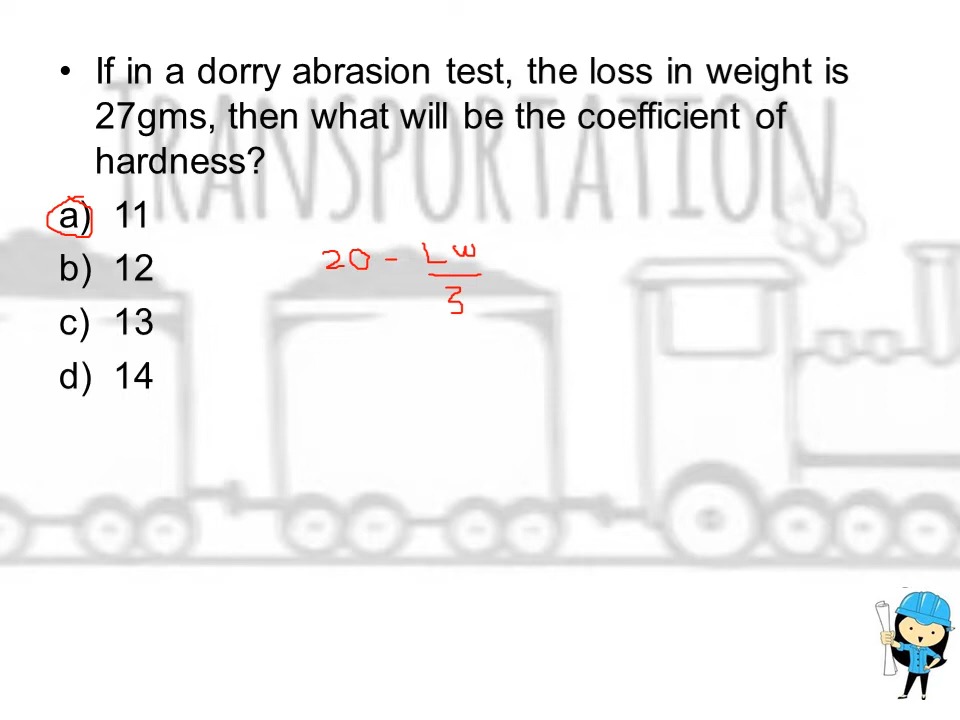 TRANSPORTATION
• If in a dorry abrasion test, the loss in weight is
27gms, then what will be the coefficient of
hardness?
a) 11
b) 12
c) 13
d) 14
20 - Lw
3